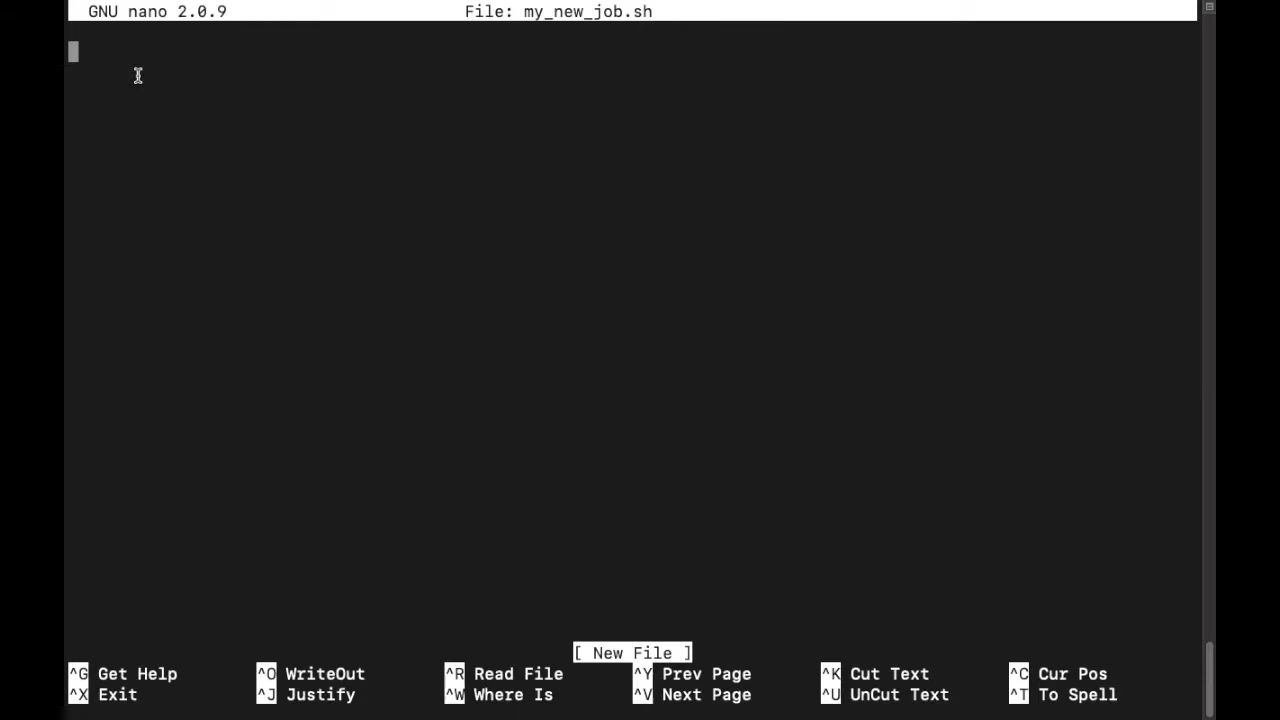 GNU nano 2.0.9 File: my_new_job.sh
[ New File ]
^G Get Help ^O WriteOut ^R Read File ^Y Prev Page ^K Cut Text ^C Cur Pos
^X Exit ^J Justify ^W Where Is ^V Next Page ^U UnCut Text ^T To Spell